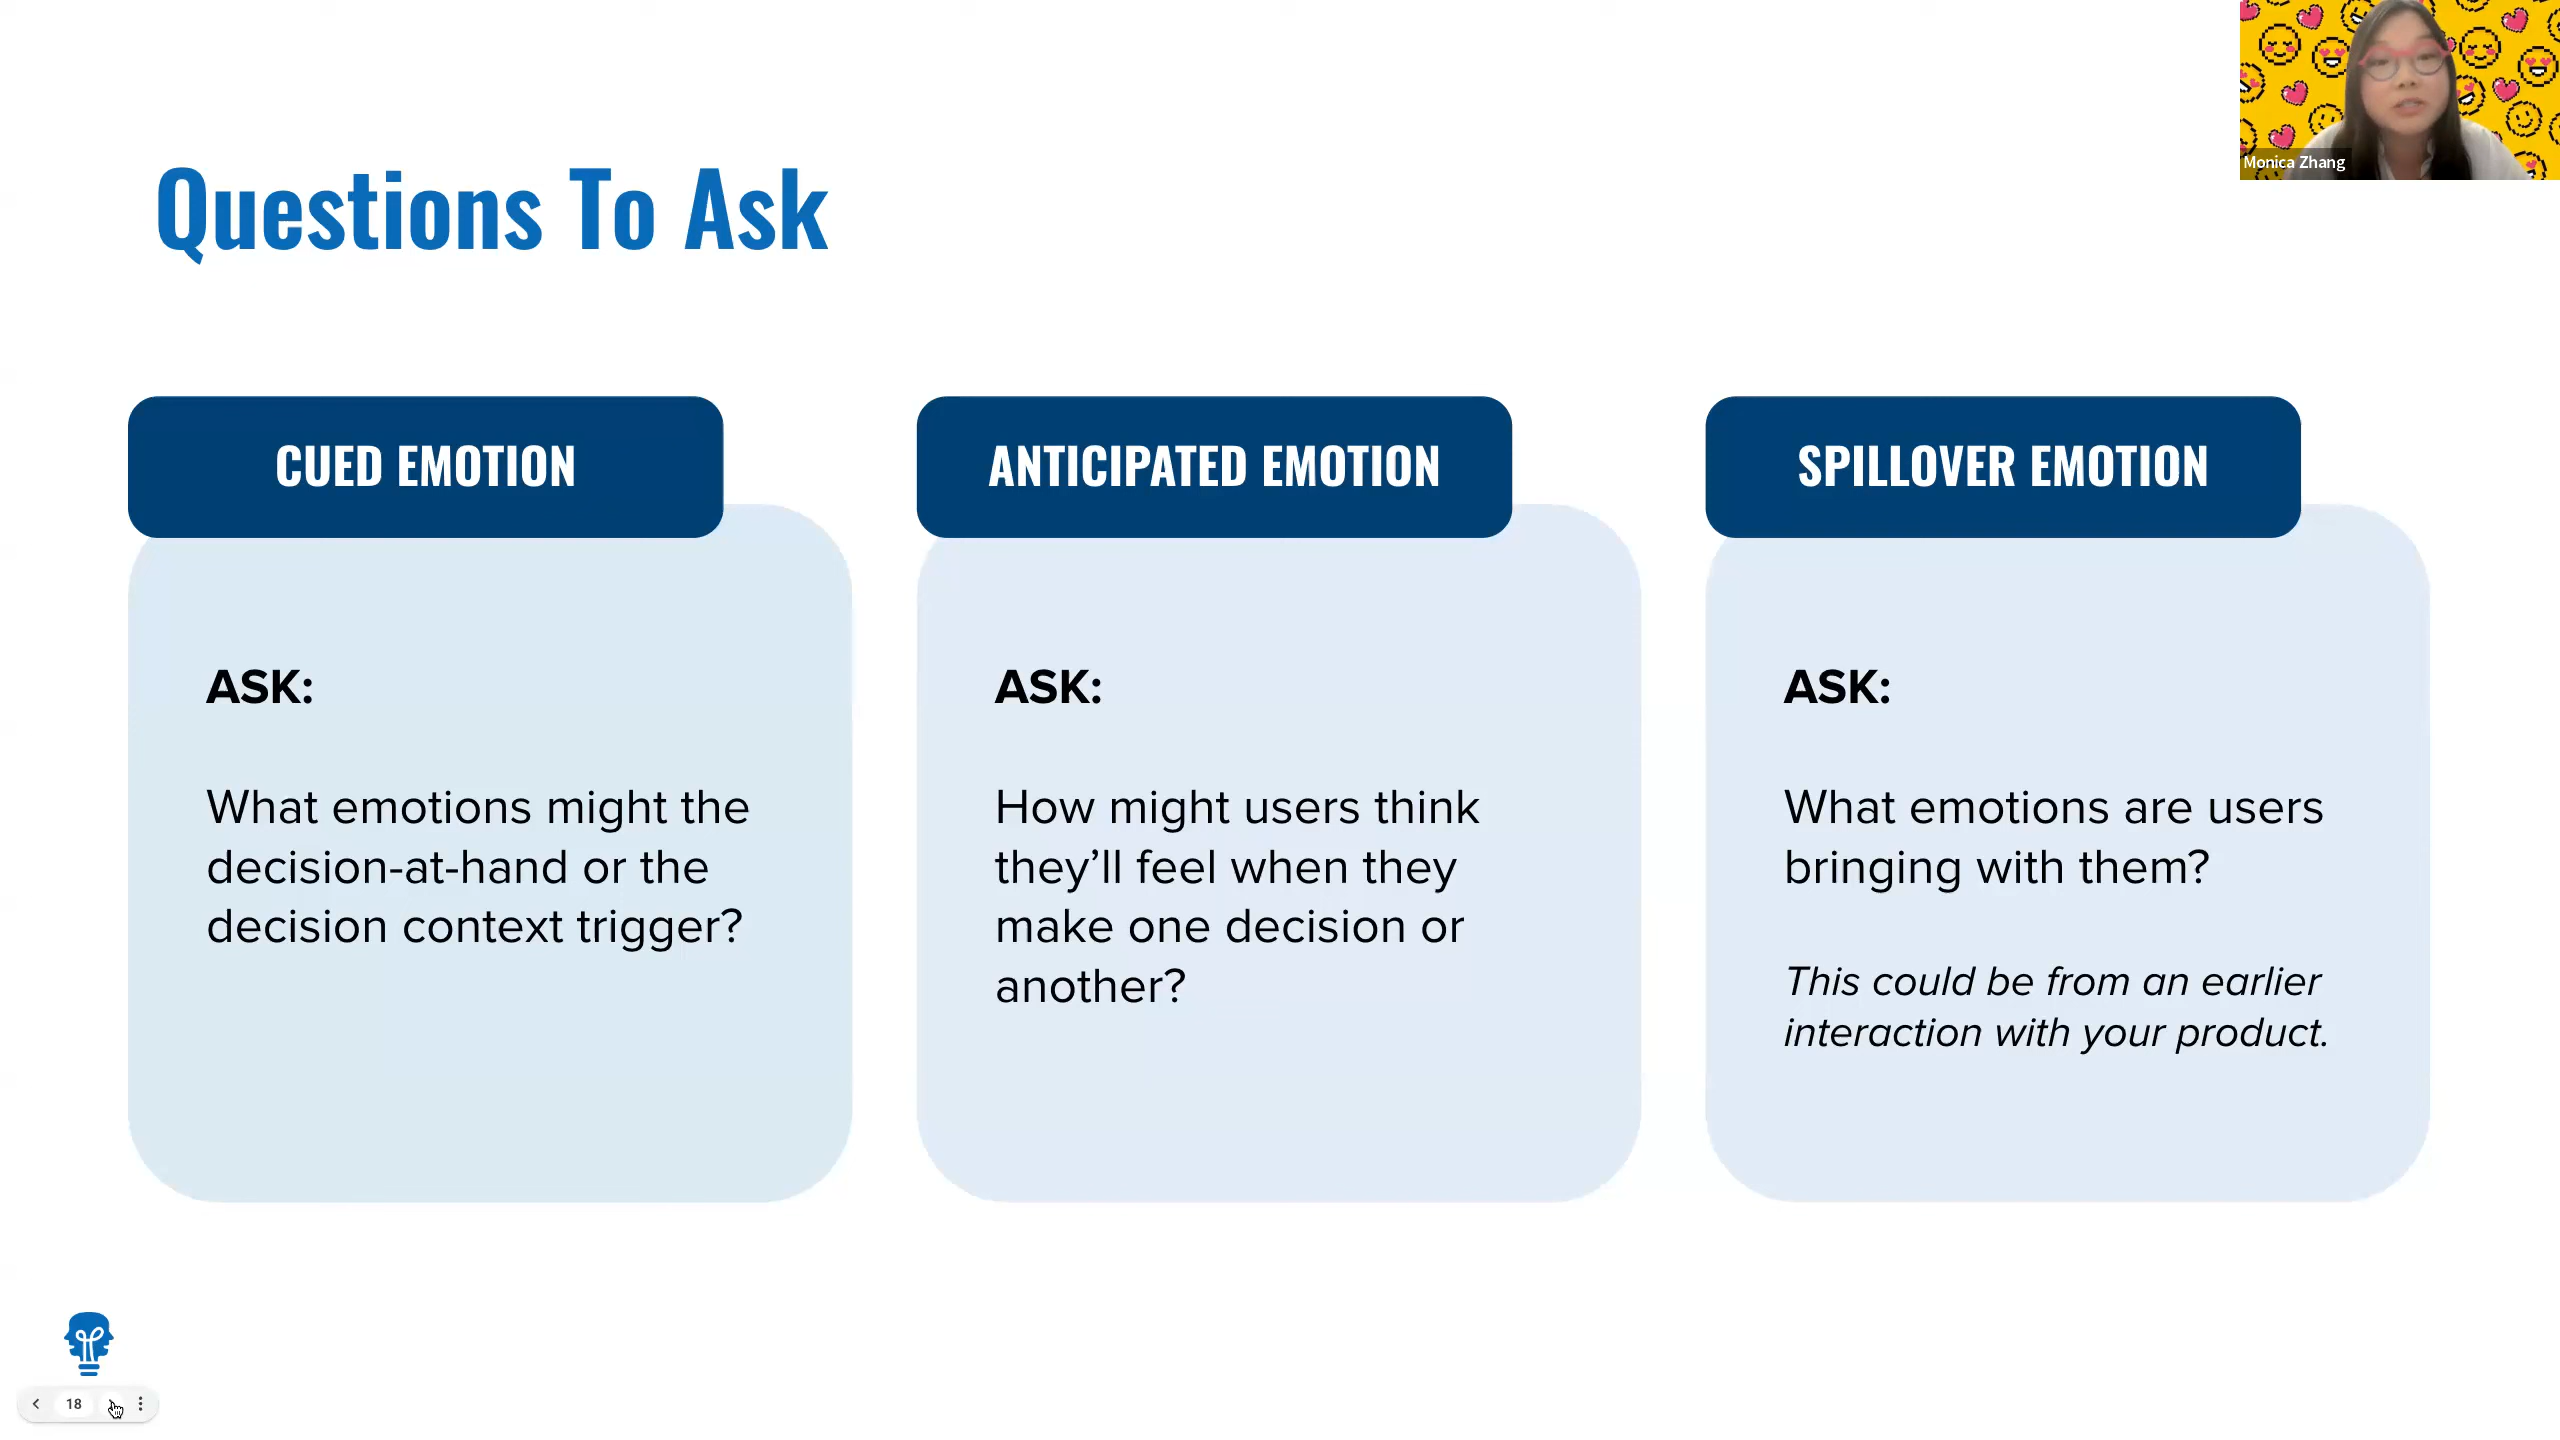 Monica Zhang
Questions To Ask
CUED EMOTION
ASK:
What emotions might the
decision-at-hand or the
decision context trigger?
ANTICIPATED EMOTION
ASK:
How might users think
they’ll feel when they
make one decision or
another?
SPILLOVER EMOTION
ASK:
What emotions are users
bringing with them?
This could be from an earlier
interaction with your product.
18